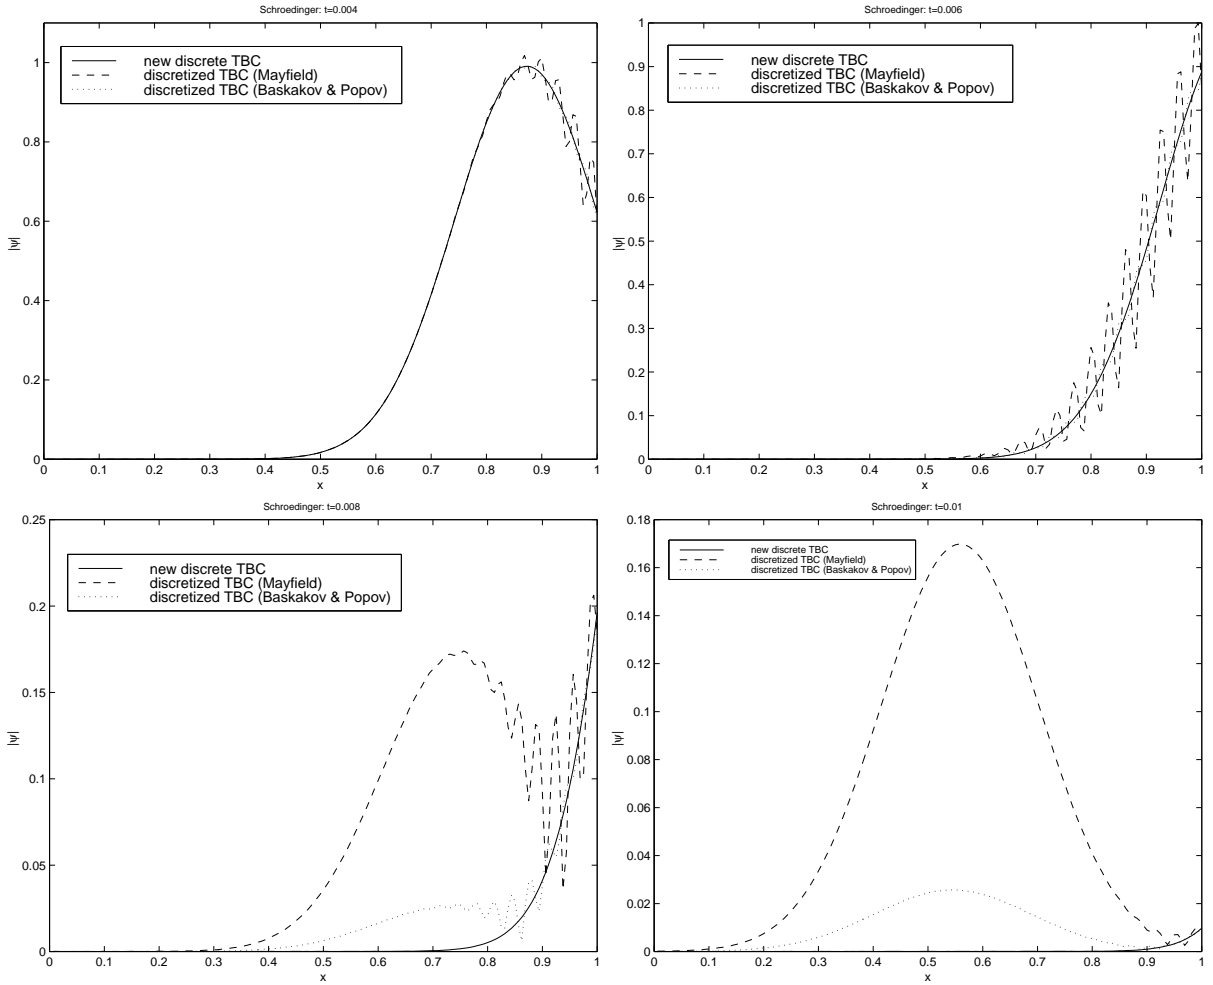 Schroedinger: t=0.004
new discrete TBC
discretized TBC (Mayfield)
discretized TBC (Baskakov & Popov)
1
0.8
0.6
0.4
0.2
0
|ψ|
0 0.1 0.2 0.3 0.4 0.5 0.6 0.7 0.8 0.9 1
x
Schroedinger: t=0.006
new discrete TBC
discretized TBC (Mayfield)
discretized TBC (Baskakov & Popov)
1
0.9
0.8
0.7
0.6
0.5
0.4
0.3
0.2
0.1
0
|ψ|
0 0.1 0.2 0.3 0.4 0.5 0.6 0.7 0.8 0.9 1
x
Schroedinger: t=0.008
new discrete TBC
discretized TBC (Mayfield)
discretized TBC (Baskakov & Popov)
0.25
0.2
0.15
0.1
0.05
0
|ψ|
0 0.1 0.2 0.3 0.4 0.5 0.6 0.7 0.8 0.9 1
x
Schroedinger: t=0.01
new discrete TBC
discretized TBC (Mayfield)
discretized TBC (Baskakov & Popov)
0.18
0.16
0.14
0.12
0.1
0.08
0.06
0.04
0.02
0
|ψ|
0 0.1 0.2 0.3 0.4 0.5 0.6 0.7 0.8 0.9 1
x